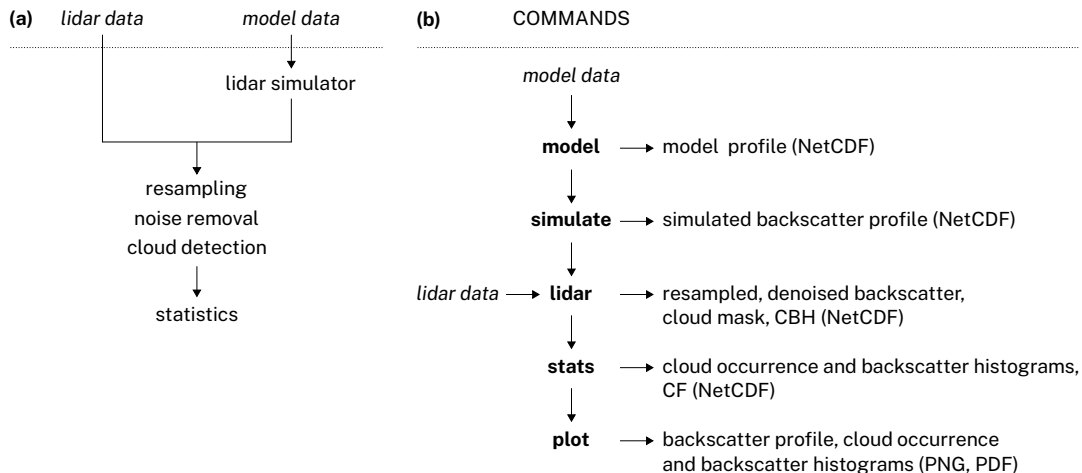 (a)
lidar data
model data
lidar simulator
resampling
noise removal
cloud detection
statistics
(b)
COMMANDS
model data
model
model profile (NetCDF)
simulate
simulated backscatter profile (NetCDF)
lidar data
lidar
resampled, denoised backscatter,
cloud mask, CBH (NetCDF)
stats
cloud occurrence and backscatter histograms,
CF (NetCDF)
plot
backscatter profile, cloud occurrence
and backscatter histograms (PNG, PDF)